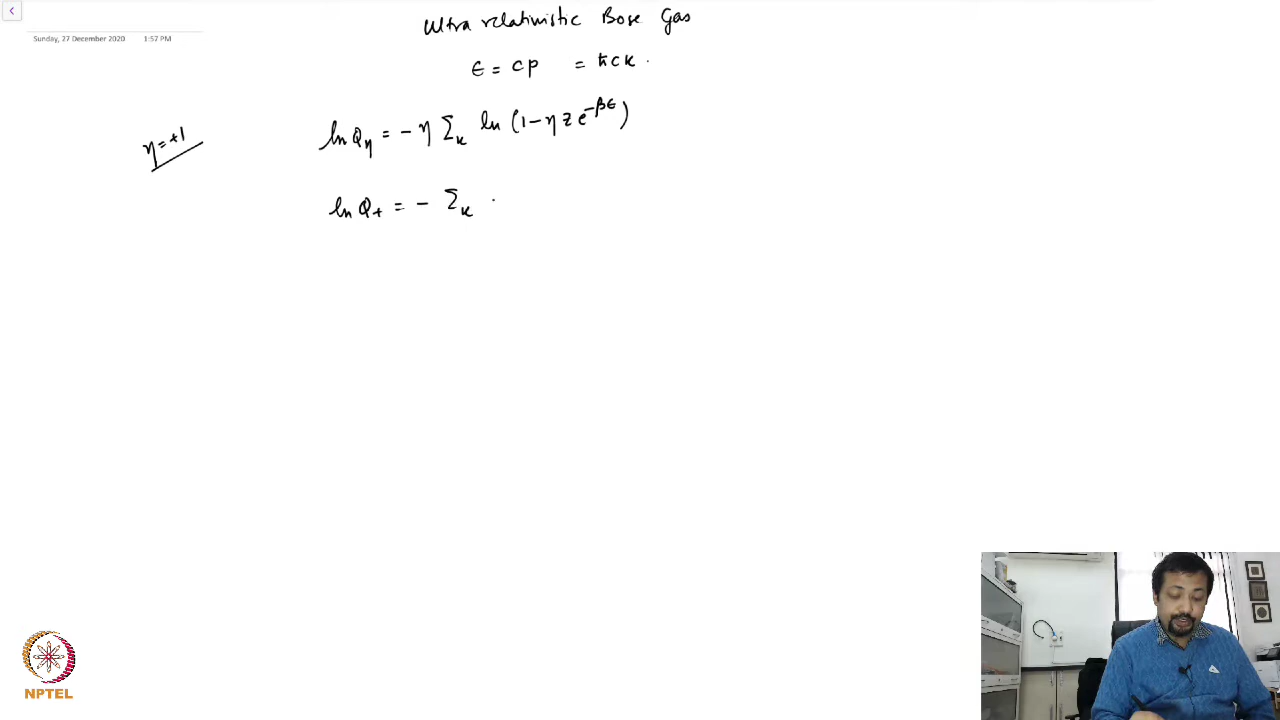 Ultra relativistic Bose Gas
Sunday, 27 December 2020 1:57 PM
ϵ = cp = ħck.
η = +1
ln Q_η = - η Σ_k ln (1 - η z e^{-βϵ})
ln Q_+ = - Σ_k
NPTEL